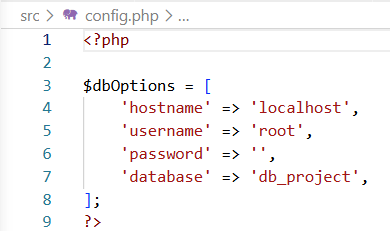 src > config.php > ...
1 <?php
2
3 $dbOptions = [
4     'hostname' => 'localhost',
5     'username' => 'root',
6     'password' => '',
7     'database' => 'db_project',
8 ];
9 ?>